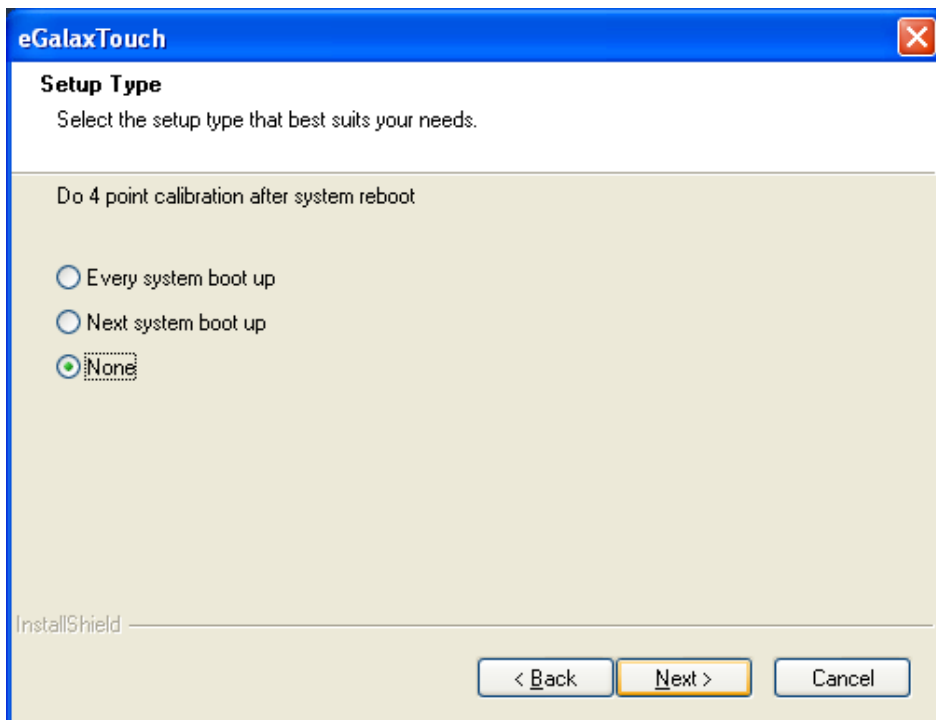 eGalaxTouch
Setup Type
Select the setup type that best suits your needs.
Do 4 point calibration after system reboot
Every system boot up
Next system boot up
None
InstallShield
< Back Next > Cancel